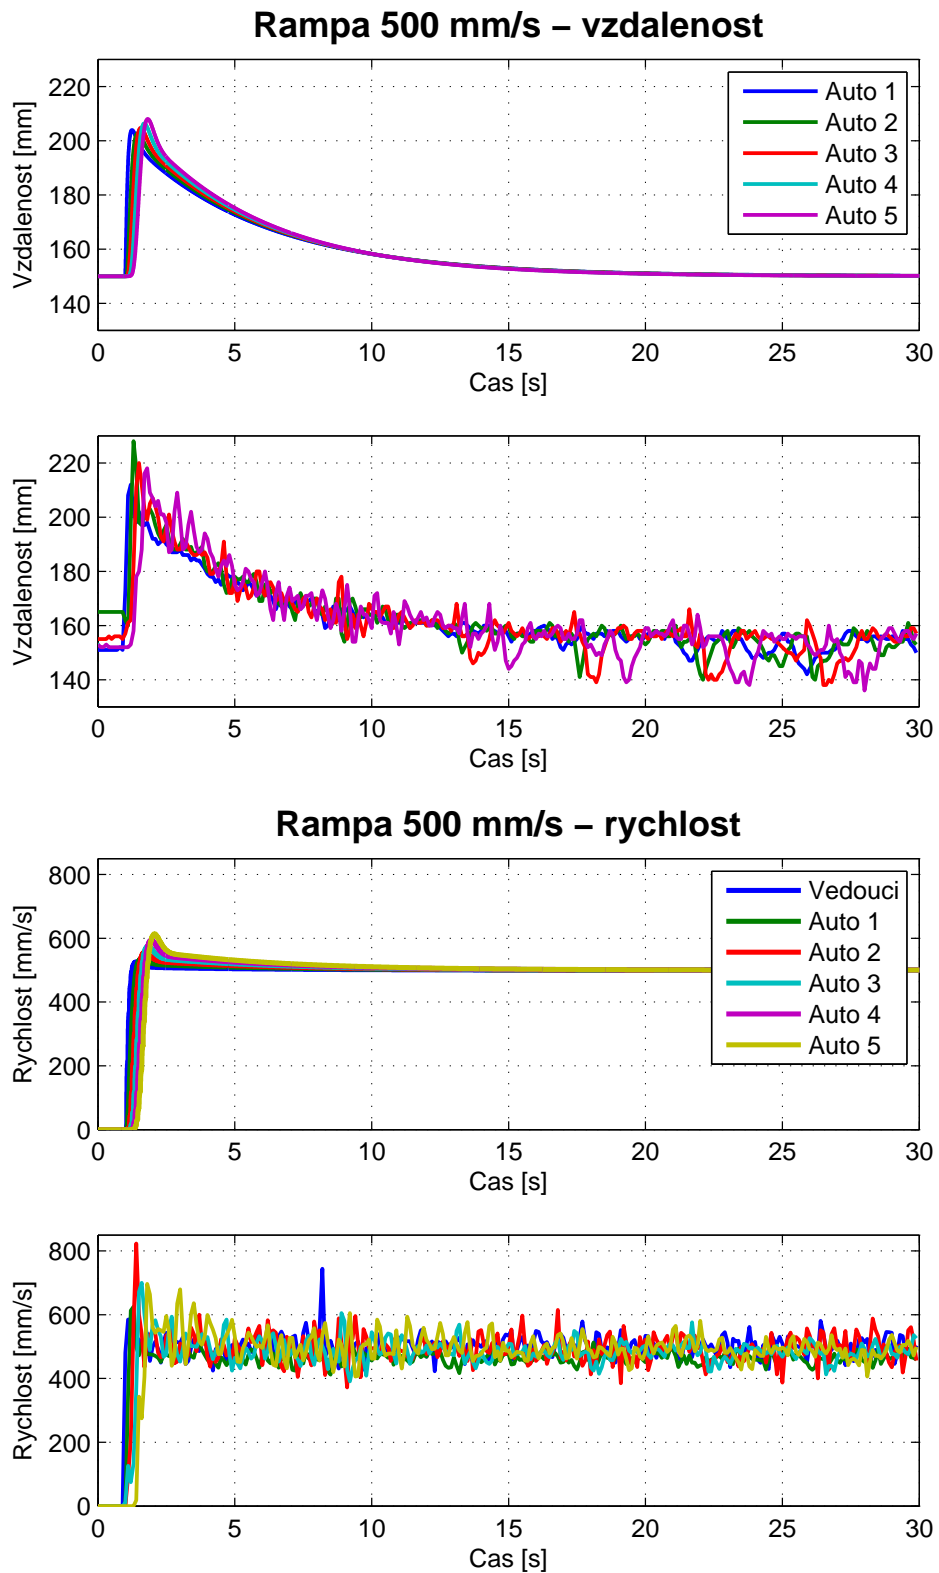 Rampa 500 mm/s – vzdalenost
Vzdalenost [mm]
220
200
180
160
140
Auto 1
Auto 2
Auto 3
Auto 4
Auto 5
0 5 10 15 20 25 30
Cas [s]
Vzdalenost [mm]
220
200
180
160
140
0 5 10 15 20 25 30
Cas [s]
Rampa 500 mm/s – rychlost
Rychlost [mm/s]
800
600
400
200
0
Vedouci
Auto 1
Auto 2
Auto 3
Auto 4
Auto 5
0 5 10 15 20 25 30
Cas [s]
Rychlost [mm/s]
800
600
400
200
0
0 5 10 15 20 25 30
Cas [s]